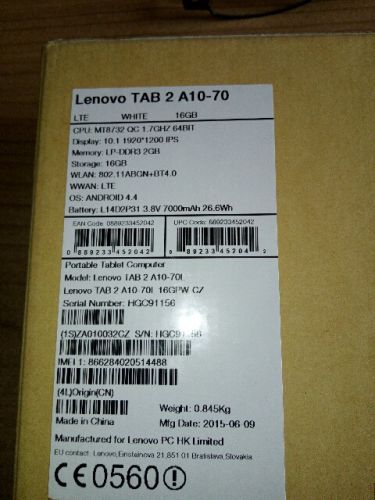 Lenovo TAB 2 A10-70
LTE WHITE 16GB
CPU: MT8732 QC 1.7GHZ 64BIT
Display: 10.1 1920*1200 IPS
Memory: LP-DDR3 2GB
Storage: 16GB
WLAN: 802.11ABGN+BT4.0
WWAN: LTE
OS: ANDROID 4.4
Battery: L14D2P31 3.8V 7000mAh 26.6Wh
EAN Code: 0889233452042 UPC Code: 889233452042
0 889233 452042 8 89233 45204 2
Portable Tablet Computer
Model: Lenovo TAB 2 A10-70L
Lenovo TAB 2 A10-70L 16GPW CZ
Serial Number: HGC91156
(1S)ZA010032CZ S/N: HGC91156
IMEI 1: 866284020514488
(4L)Origin(CN)
Weight: 0.845Kg
Made in China Mfg Date: 2015-06-09
Manufactured for Lenovo PC HK Limited
EU contact: Lenovo,Einsteinova 21,851 01 Bratislava,Slovakia
CE0560